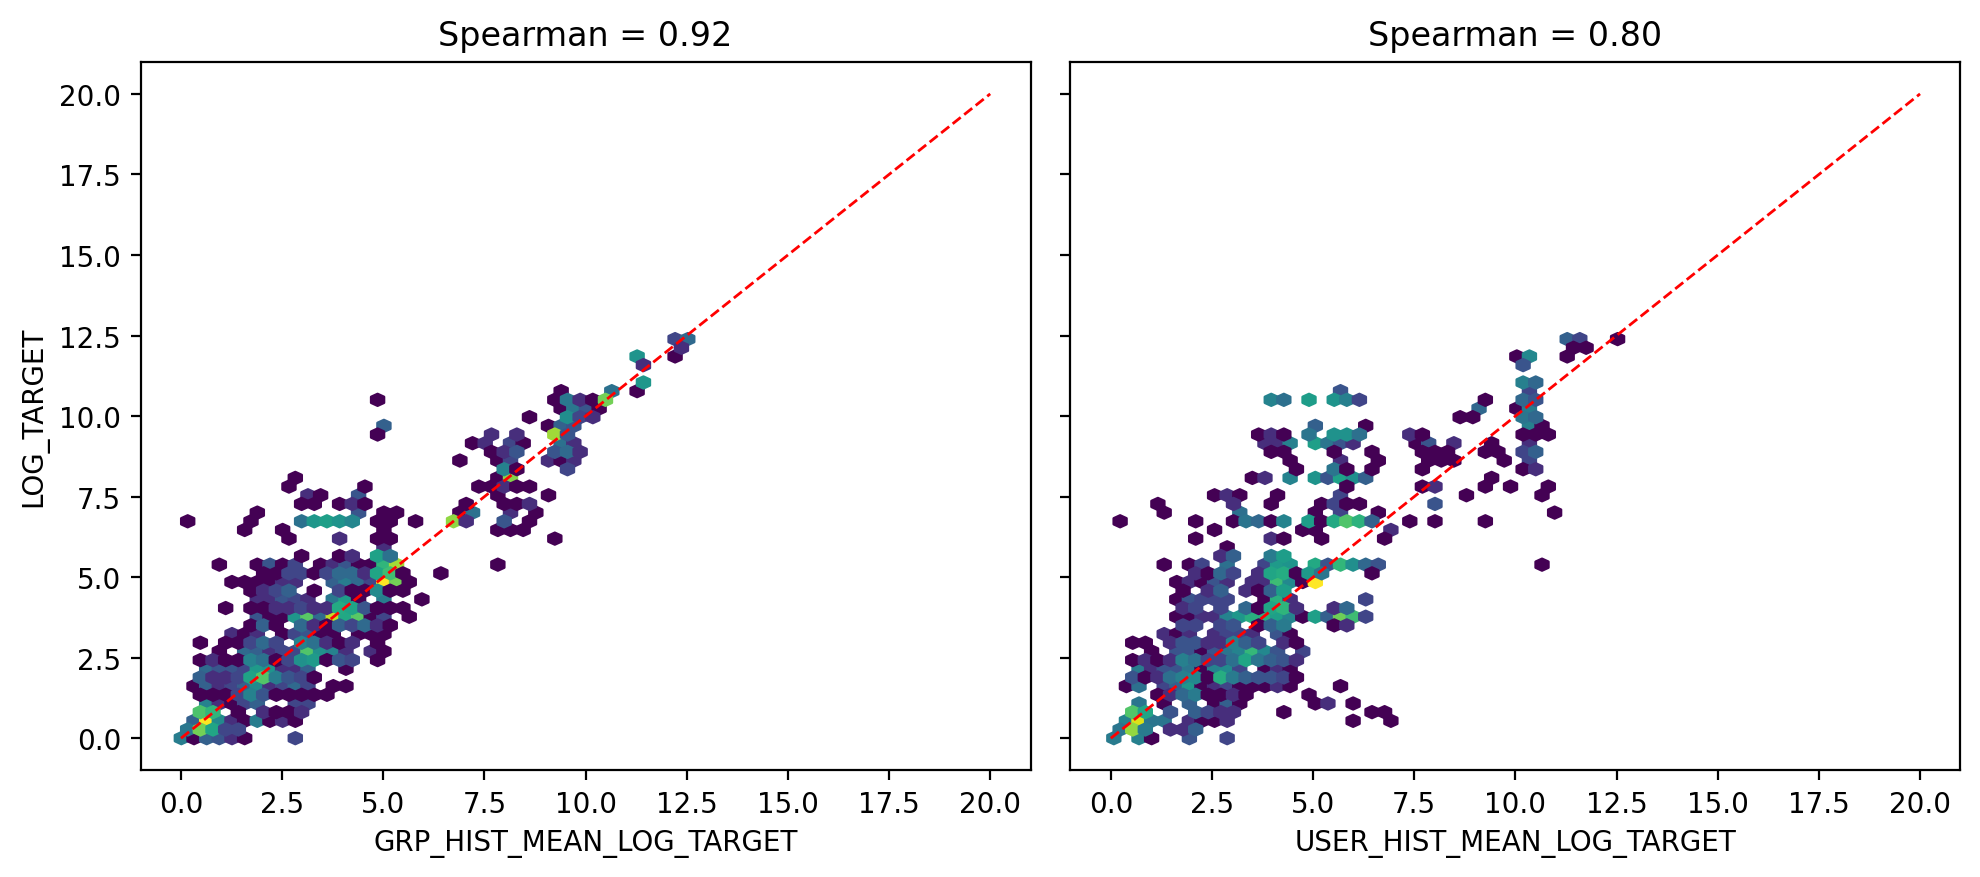 Spearman = 0.92
Spearman = 0.80
20.0
17.5
15.0
12.5
10.0
7.5
5.0
2.5
0.0
LOG_TARGET
0.0 2.5 5.0 7.5 10.0 12.5 15.0 17.5 20.0
0.0 2.5 5.0 7.5 10.0 12.5 15.0 17.5 20.0
GRP_HIST_MEAN_LOG_TARGET
USER_HIST_MEAN_LOG_TARGET